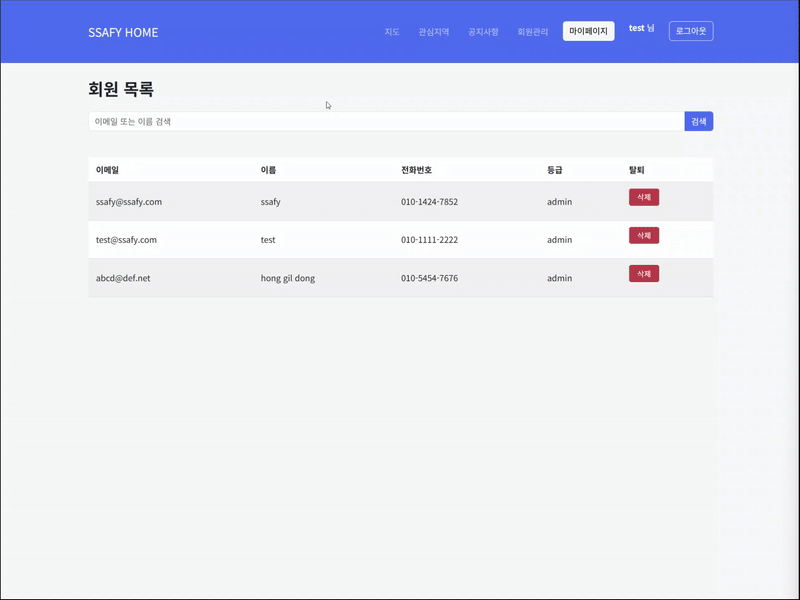 SSAFY HOME 지도 관심지역 공지사항 회원관리 마이페이지 test 님 로그아웃
회원 목록
이메일 또는 이름 검색 검색
이메일 이름 전화번호 등급 탈퇴
ssafy@ssafy.com ssafy 010-1424-7852 admin 삭제
test@ssafy.com test 010-1111-2222 admin 삭제
abcd@def.net hong gil dong 010-5454-7676 admin 삭제